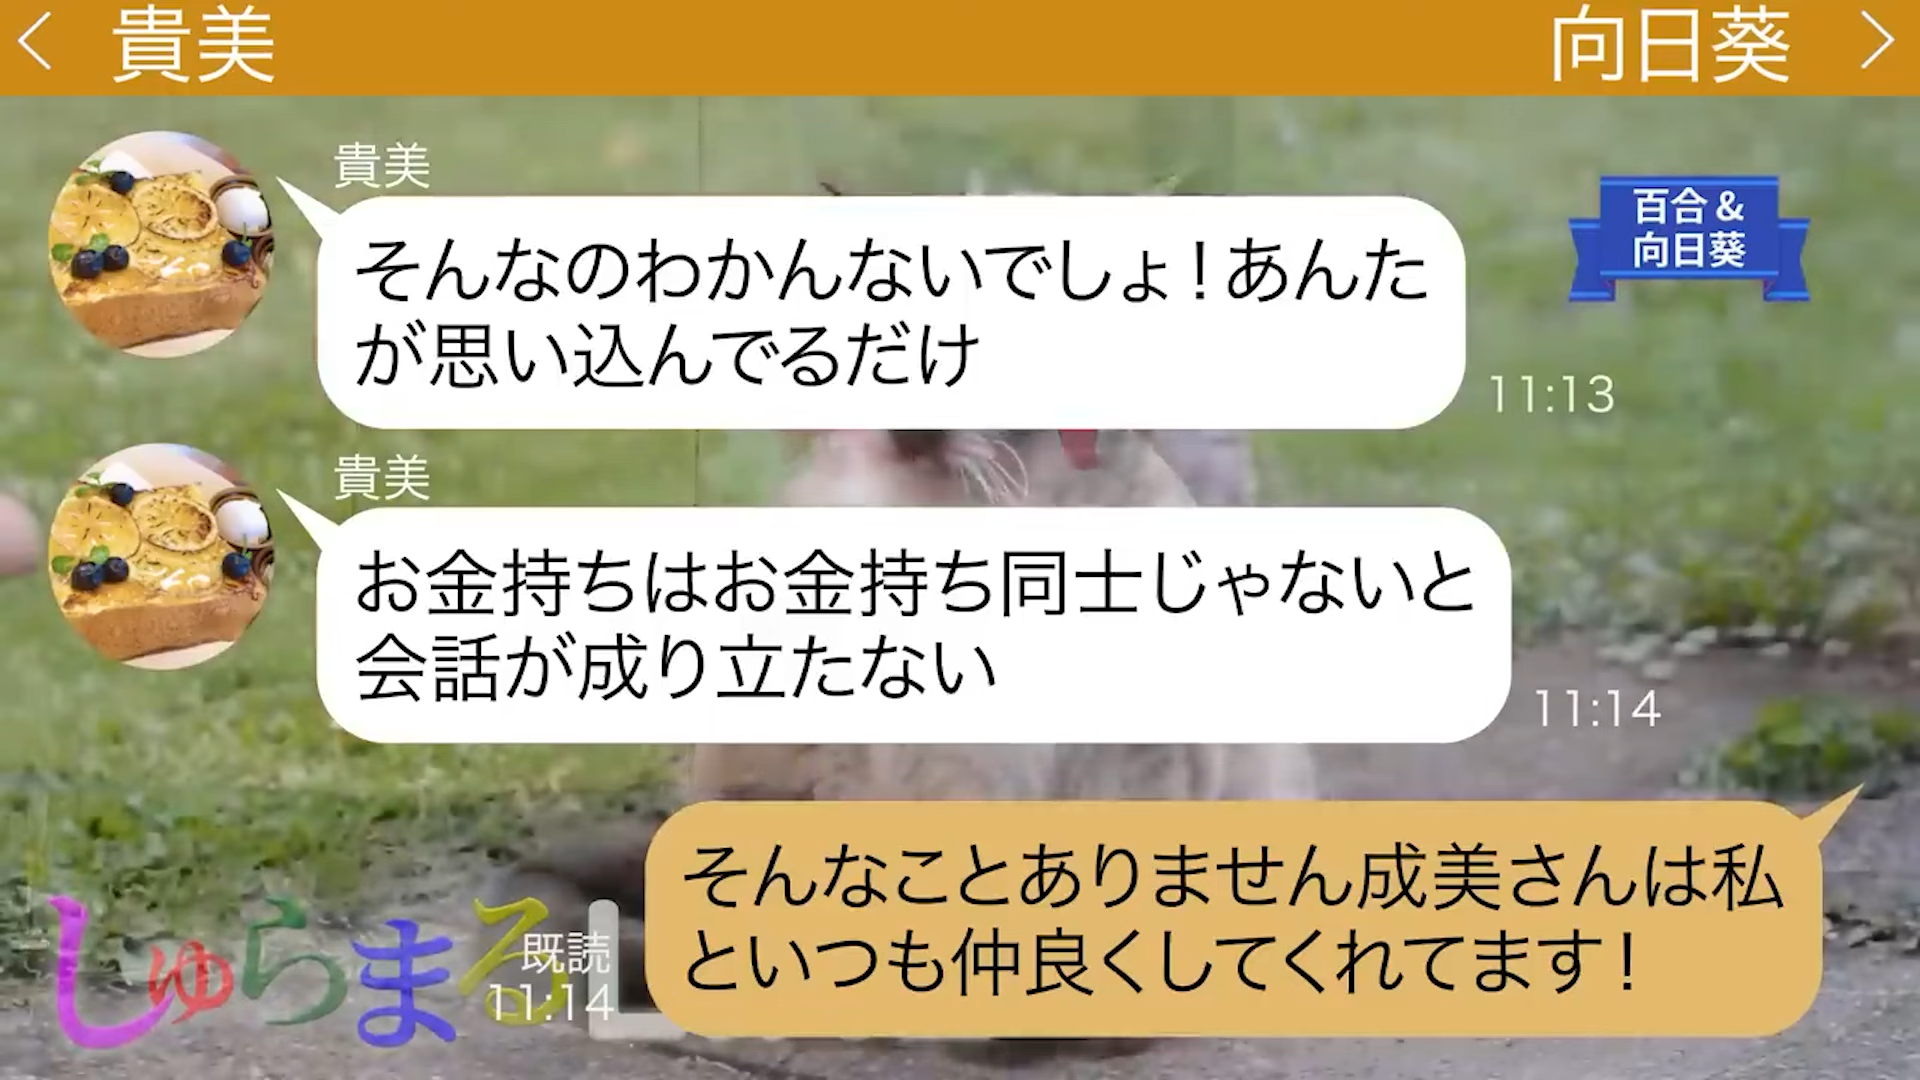 貴美
向日葵
貴美
百合&
向日葵
そんなのわかんないでしょ！あんた
が思い込んでるだけ
11:13
貴美
お金持ちはお金持ち同士じゃないと
会話が成り立たない
11:14
そんなことありません成美さんは私
といつも仲良くしてくれてます！
既読
11:14
しゅらまる